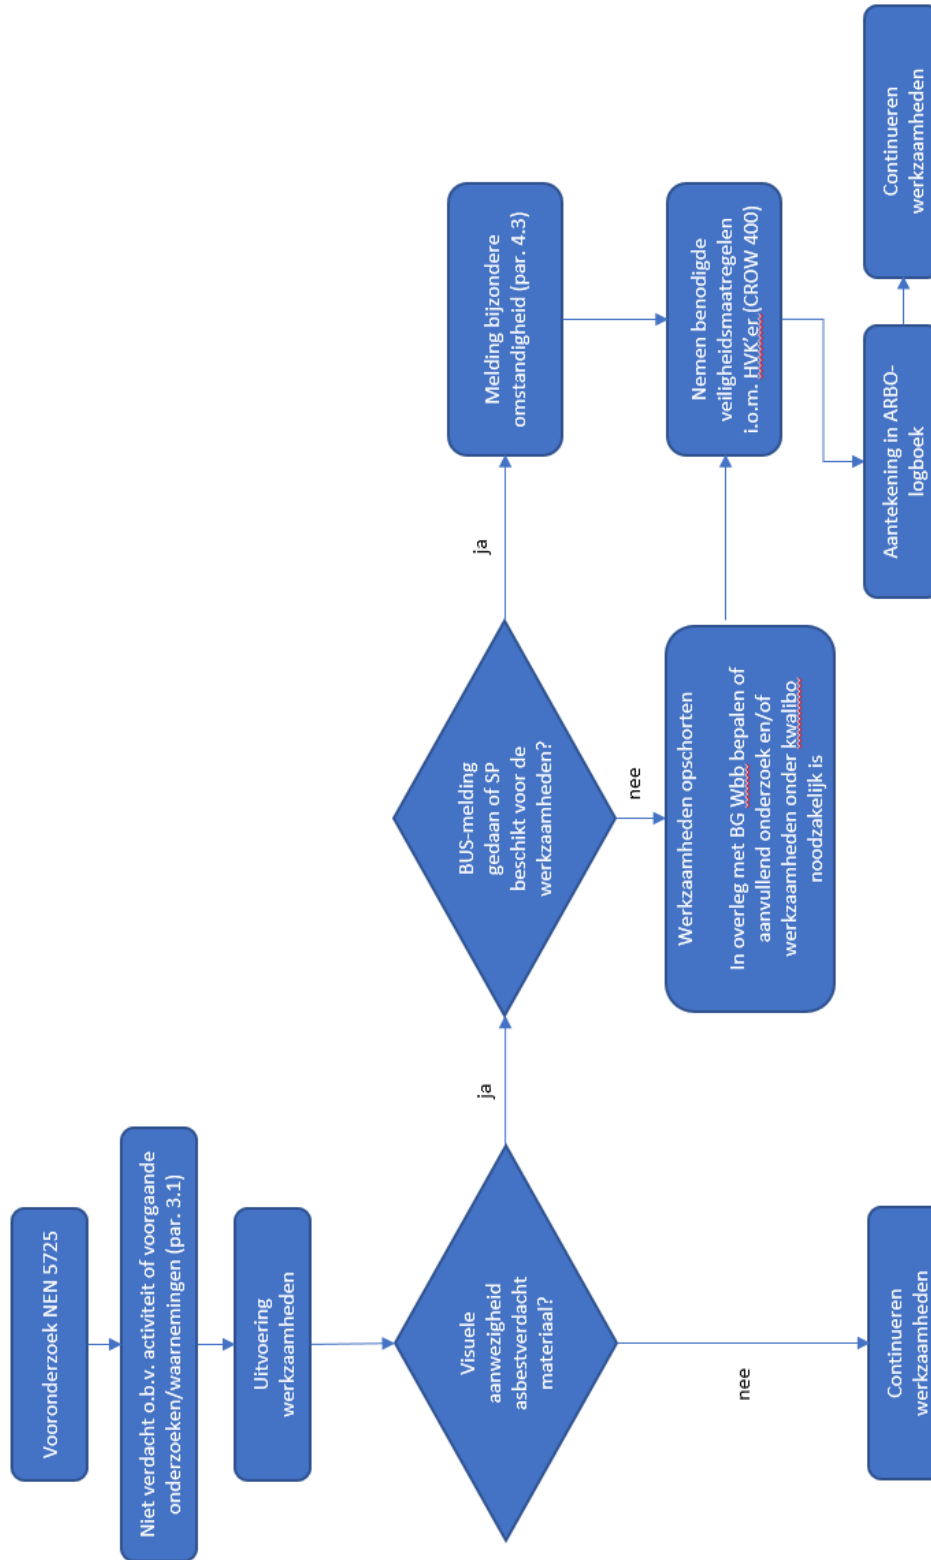 Vooronderzoek NEN 5725
Niet verdacht o.b.v. activiteit of voorgaande
onderzoeken/waarnemingen (par. 3.1)
Uitvoering
werkzaamheden
Visuele
aanwezigheid
asbestverdacht
materiaal?
ja
nee
Continueren
werkzaamheden
BUS-melding
gedaan of SP
beschikt voor de
werkzaamheden?
ja
nee
Melding bijzondere
omstandigheid (par. 4.3)
Werkzaamheden opschorten
In overleg met BG Wbb bepalen of
aanvullend onderzoek en/of
werkzaamheden onder kwalibo
noodzakelijk is
Nemen benodigde
veiligheidsmaatregelen
i.o.m. HVK'er (CROW 400)
Aantekening in ARBO-
logboek
Continueren
werkzaamheden